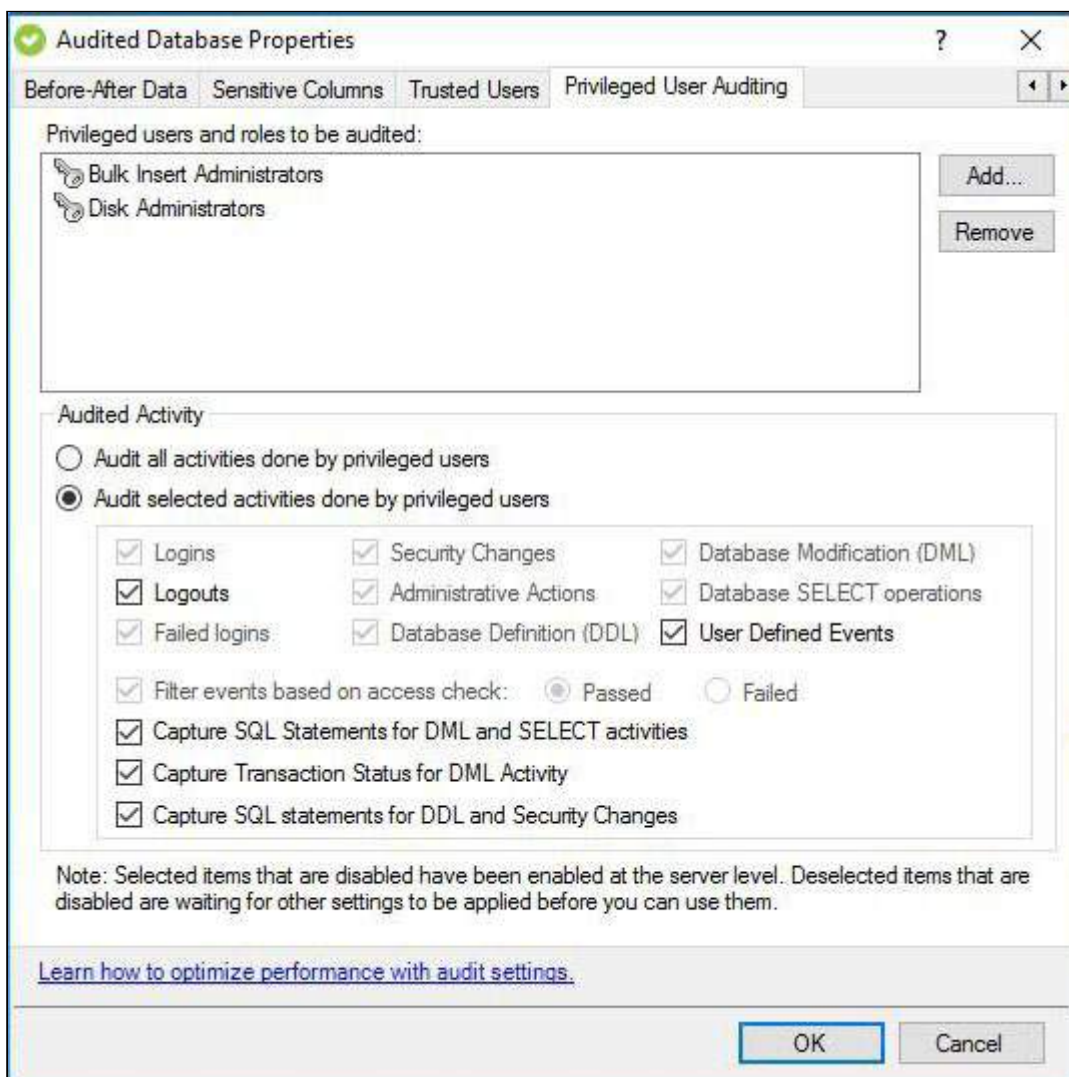 Audited Database Properties
?
Before-After Data Sensitive Columns Trusted Users Privileged User Auditing
Privileged users and roles to be audited:
Bulk Insert Administrators
Disk Administrators
Add...
Remove
Audited Activity
Audit all activities done by privileged users
Audit selected activities done by privileged users
Logins Security Changes Database Modification (DML)
Logouts Administrative Actions Database SELECT operations
Failed logins Database Definition (DDL) User Defined Events
Filter events based on access check: Passed Failed
Capture SQL Statements for DML and SELECT activities
Capture Transaction Status for DML Activity
Capture SQL statements for DDL and Security Changes
Note: Selected items that are disabled have been enabled at the server level. Deselected items that are
disabled are waiting for other settings to be applied before you can use them.
Learn how to optimize performance with audit settings.
OK Cancel